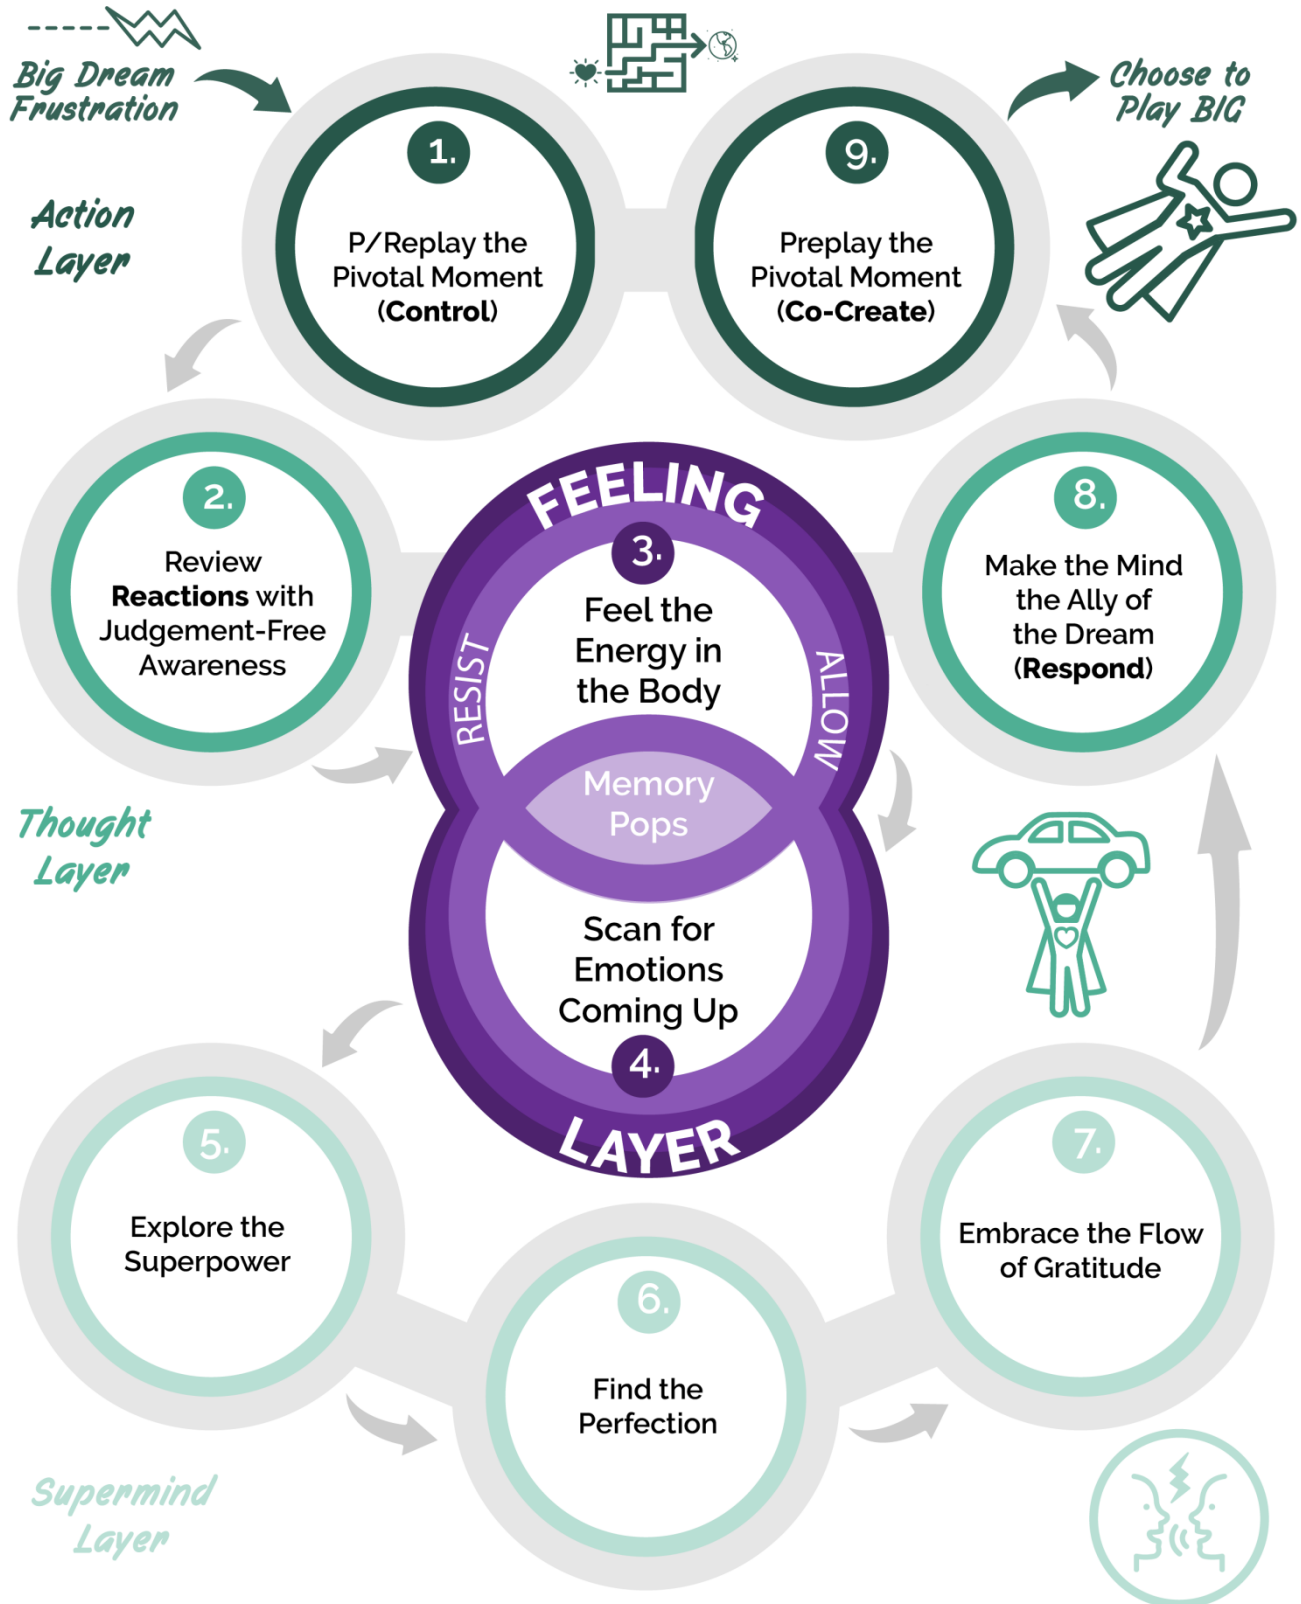 Big Dream
Frustration
Choose to
Play BIG
Action
Layer
1.
P/Replay the
Pivotal Moment
(Control)
9.
Preplay the
Pivotal Moment
(Co-Create)
2.
Review
Reactions with
Judgement-Free
Awareness
FEELING
3.
Feel the
Energy in
the Body
RESIST
ALLOW
Memory
Pops
Scan for
Emotions
Coming Up
4.
LAYER
8.
Make the Mind
the Ally of
the Dream
(Respond)
Thought
Layer
5.
Explore the
Superpower
6.
Find the
Perfection
7.
Embrace the Flow
of Gratitude
Supermind
Layer